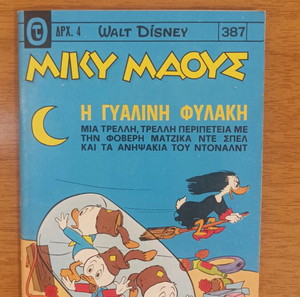 ΔΡΧ. 4 WALT DISNEY 387
ΜΙΚΥ ΜΑΟΥΣ
Η ΓΥΑΛΙΝΗ ΦΥΛΑΚΗ
ΜΙΑ ΤΡΕΛΛΗ, ΤΡΕΛΛΗ ΠΕΡΙΠΕΤΕΙΑ ΜΕ
ΤΗΝ ΦΟΒΕΡΗ ΜΑΤΖΙΚΑ ΝΤΕ ΣΠΕΛ
ΚΑΙ ΤΑ ΑΝΗΨΑΚΙΑ ΤΟΥ ΝΤΟΝΑΛΝΤ